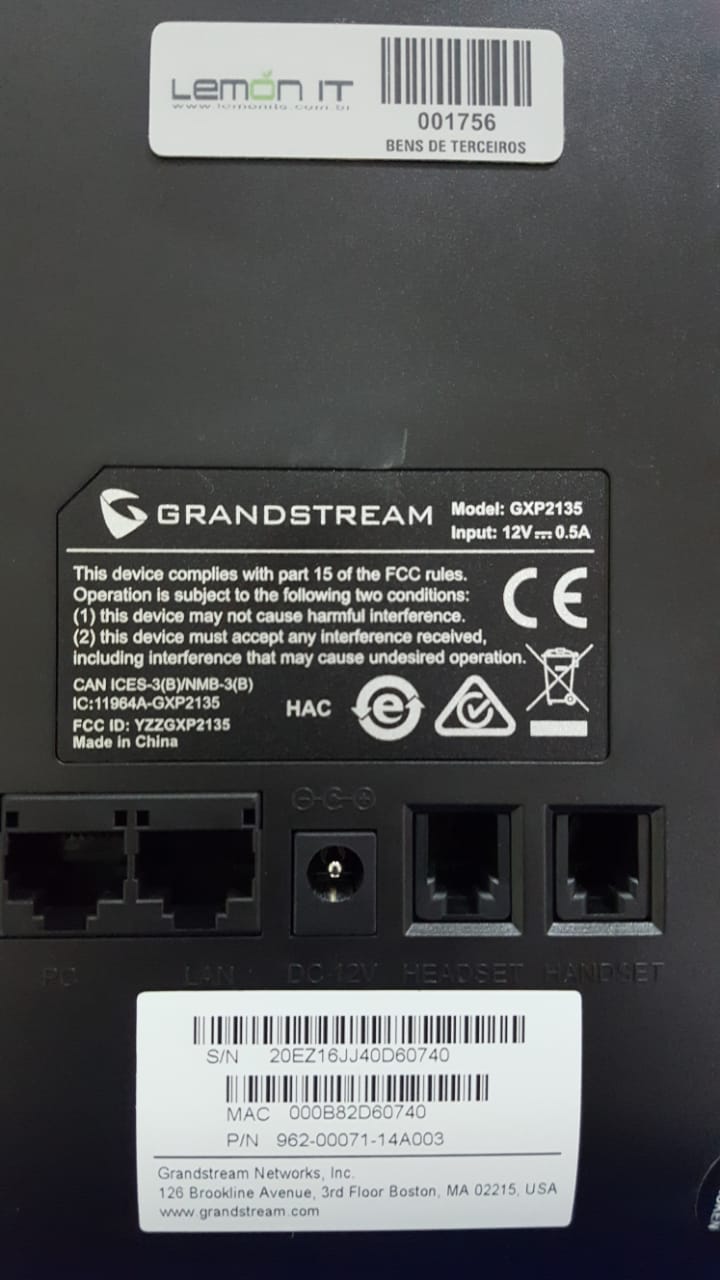 LEMON IT
www.lemonits.com.br
001756
BENS DE TERCEIROS
GRANDSTREAM
Model: GXP2135
Input: 12V⎓0.5A
This device complies with part 15 of the FCC rules.
Operation is subject to the following two conditions:
(1) this device may not cause harmful interference.
(2) this device must accept any interference received,
including interference that may cause undesired operation.
CE
CAN ICES-3(B)/NMB-3(B)
IC:11964A-GXP2135
FCC ID: YZZGXP2135
Made in China
HAC
PC LAN DC-12V HEADSET HANDSET
S/N 20EZ16JJ40D60740
MAC 000B82D60740
P/N 962-00071-14A003
Grandstream Networks, Inc.
126 Brookline Avenue, 3rd Floor Boston, MA 02215, USA
www.grandstream.com